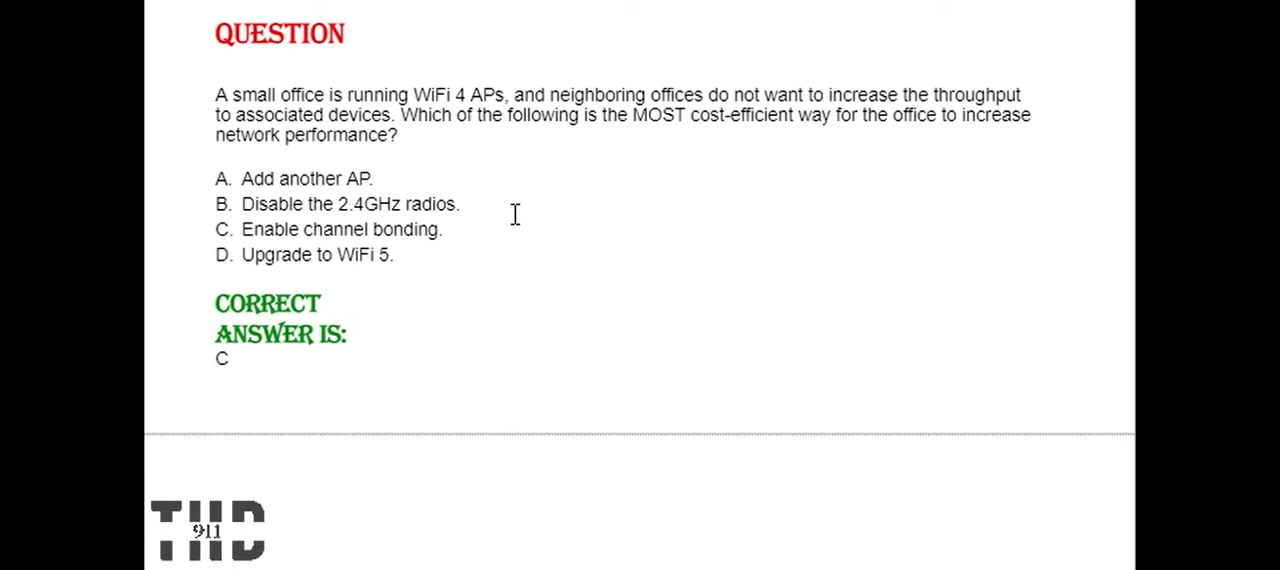 QUESTION
A small office is running WiFi 4 APs, and neighboring offices do not want to increase the throughput
to associated devices. Which of the following is the MOST cost-efficient way for the office to increase
network performance?
A. Add another AP.
B. Disable the 2.4GHz radios.
C. Enable channel bonding.
D. Upgrade to WiFi 5.
CORRECT
ANSWER IS:
C
THD
911